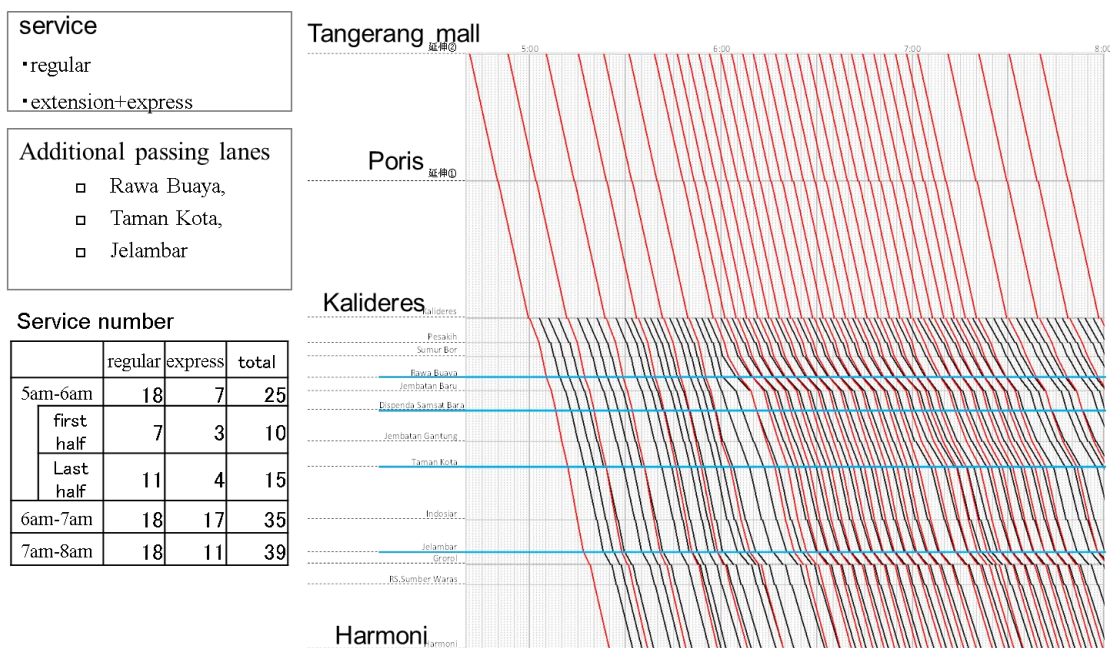 service
・regular
・extension+express
Additional passing lanes
□ Rawa Buaya,
□ Taman Kota,
□ Jelambar
Service number
regular express total
5am-6am 18 7 25
first half 7 3 10
Last half 11 4 15
6am-7am 18 17 35
7am-8am 18 11 39
Tangerang mall
延伸②
5:00 6:00 7:00 8:00
Poris
延伸①
Kalideres
Kalideres
Pesakih
Sumur Bor
Rawa Buaya
Jembatan Baru
Dispenda Samsat Bara
Jembatan Gantung
Taman Kota
Indosiar
Jelambar
Grogol
RS.Sumber Waras
Harmoni
Harmoni